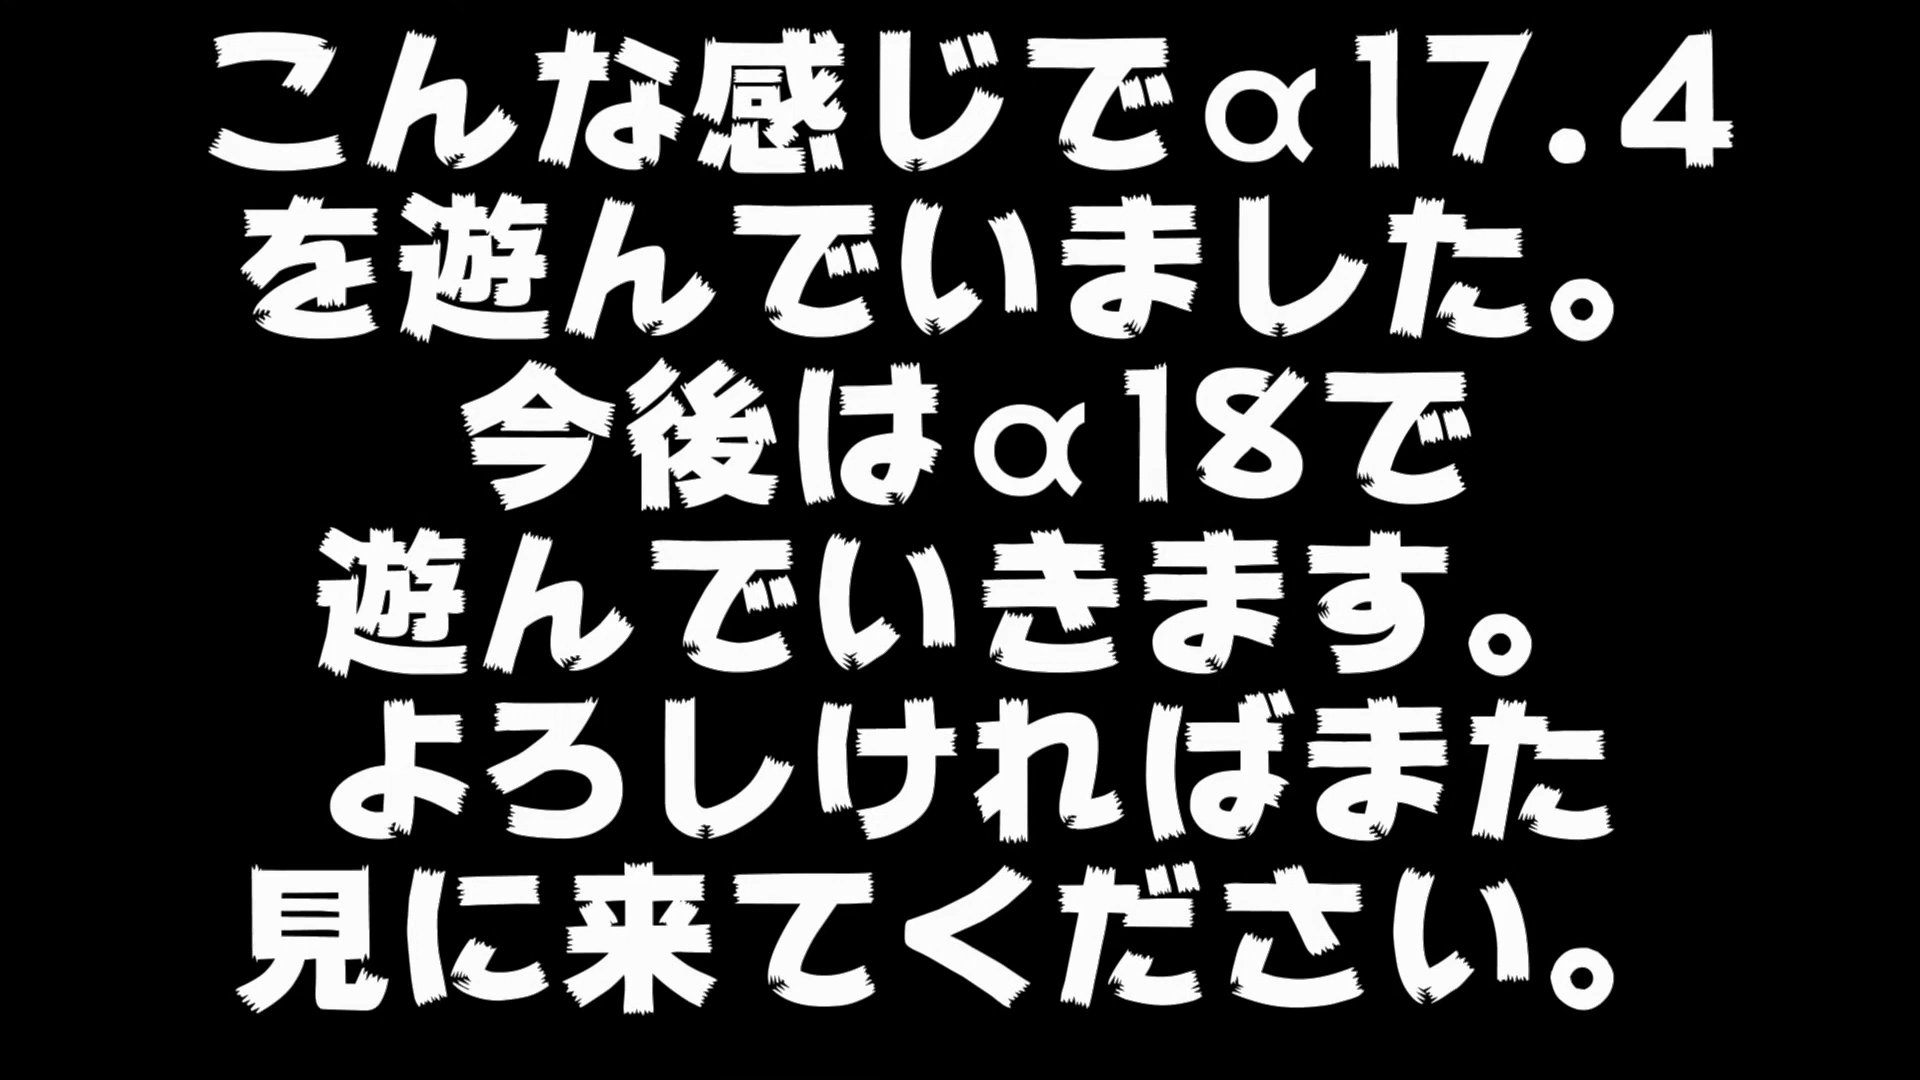 こんな感じでα17.4
を遊んでいました。
今後はα18で
遊んでいきます。
よろしければまた
見に来てください。